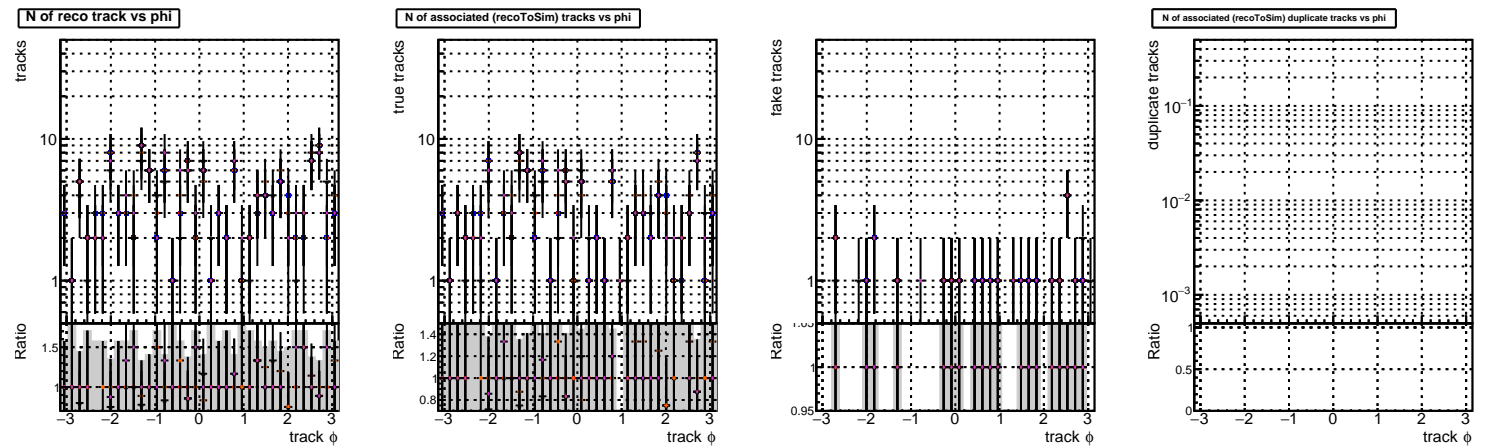 N of reco track vs phi
tracks
10
1
Ratio
1.5
1
−3 −2 −1 0 1 2 3
track ϕ
N of associated (recoToSim) tracks vs phi
true tracks
10
1
Ratio
1.4
1.2
1
0.8
−3 −2 −1 0 1 2 3
track ϕ
fake tracks
10
1
Ratio
1.05
1
0.95
−3 −2 −1 0 1 2 3
track ϕ
N of associated (recoToSim) duplicate tracks vs phi
duplicate tracks
10⁻¹
10⁻²
10⁻³
Ratio
1
0.5
0
−3 −2 −1 0 1 2 3
track ϕ